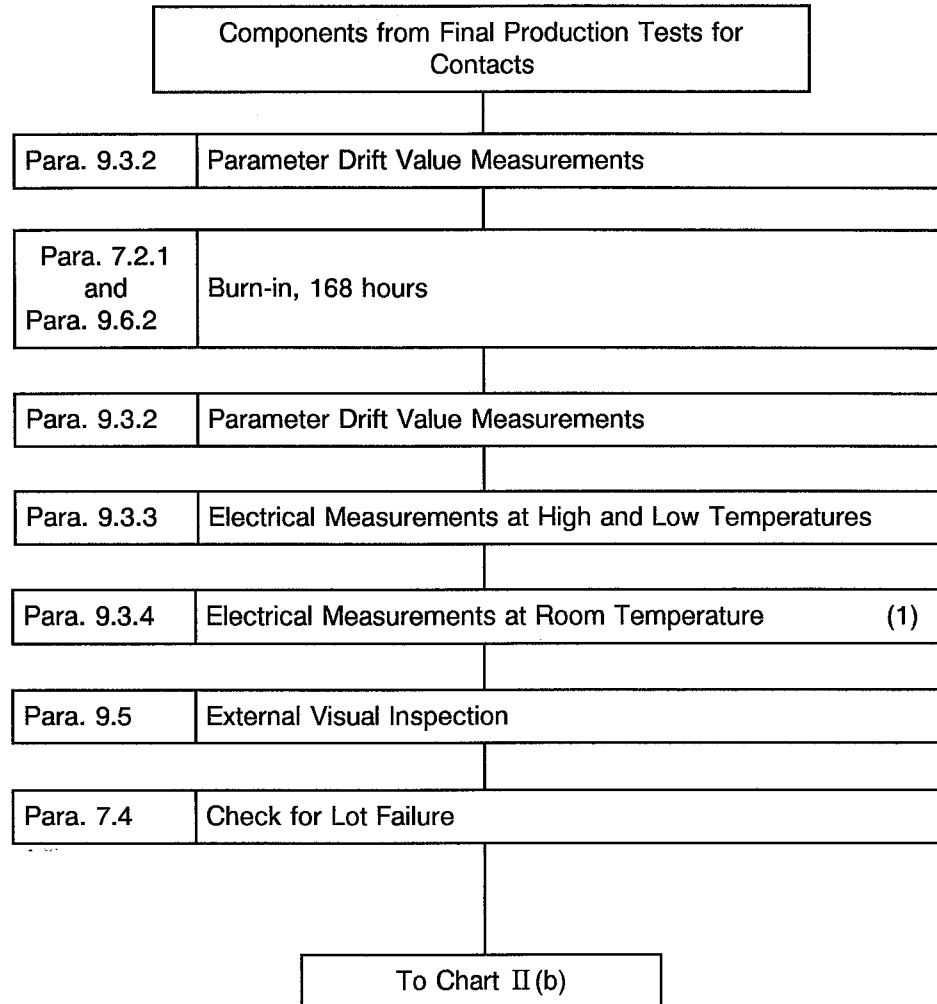 Components from Final Production Tests for
Contacts
Para. 9.3.2 Parameter Drift Value Measurements
Para. 7.2.1
and
Para. 9.6.2
Burn-in, 168 hours
Para. 9.3.2 Parameter Drift Value Measurements
Para. 9.3.3 Electrical Measurements at High and Low Temperatures
Para. 9.3.4 Electrical Measurements at Room Temperature (1)
Para. 9.5 External Visual Inspection
Para. 7.4 Check for Lot Failure
To Chart II (b)